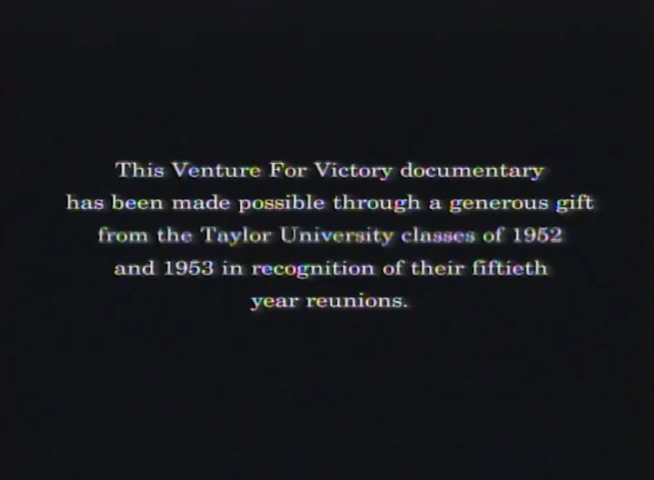 This Venture For Victory documentary
has been made possible through a generous gift
from the Taylor University classes of 1952
and 1953 in recognition of their fiftieth
year reunions.